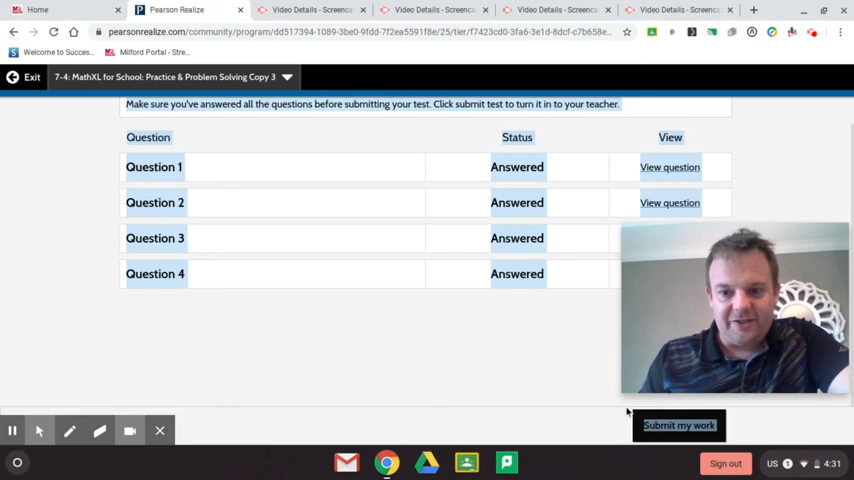 Home
Pearson Realize
Video Details - Screenca
Video Details - Screenca
Video Details - Screenca
Video Details - Screenca
pearsonrealize.com/community/program/dd517394-1089-3be0-9fdd-7f2ea5591f8e/25/tier/f7423cd0-3fa6-3e1d-8dcf-c7b658e...
Welcome to Succes...
Milford Portal - Stre...
Exit
7-4: MathXL for School: Practice & Problem Solving Copy 3
Make sure you've answered all the questions before submitting your test. Click submit test to turn it in to your teacher.
Question Status View
Question 1 Answered View question
Question 2 Answered View question
Question 3 Answered
Question 4 Answered
Submit my work
Sign out
US 1 4:31